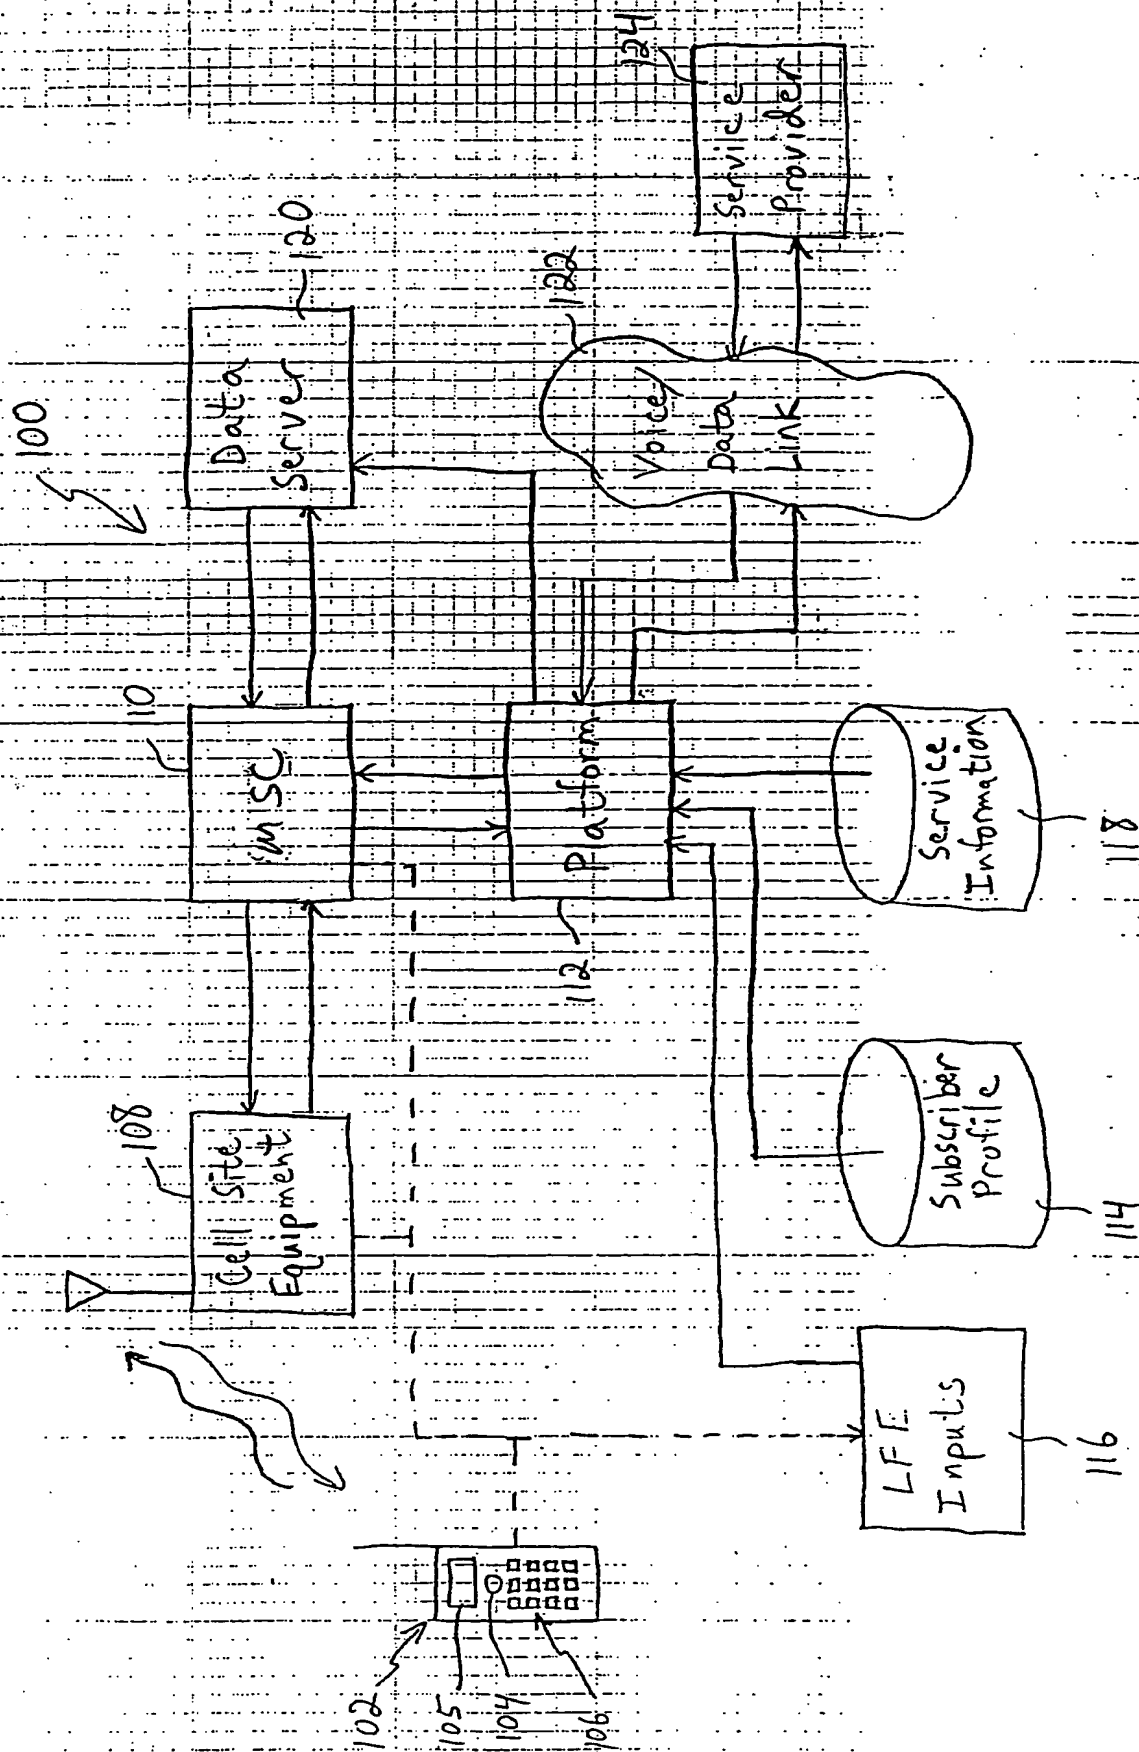 100
108
Cell Site
Equipment
10
MSC
120
Data
Server
102
105
104
106
112
Platform
122
Voice/
Data
Link
124
Service
Provider
LFE
Inputs
116
Subscriber
Profile
114
Service
Information
118